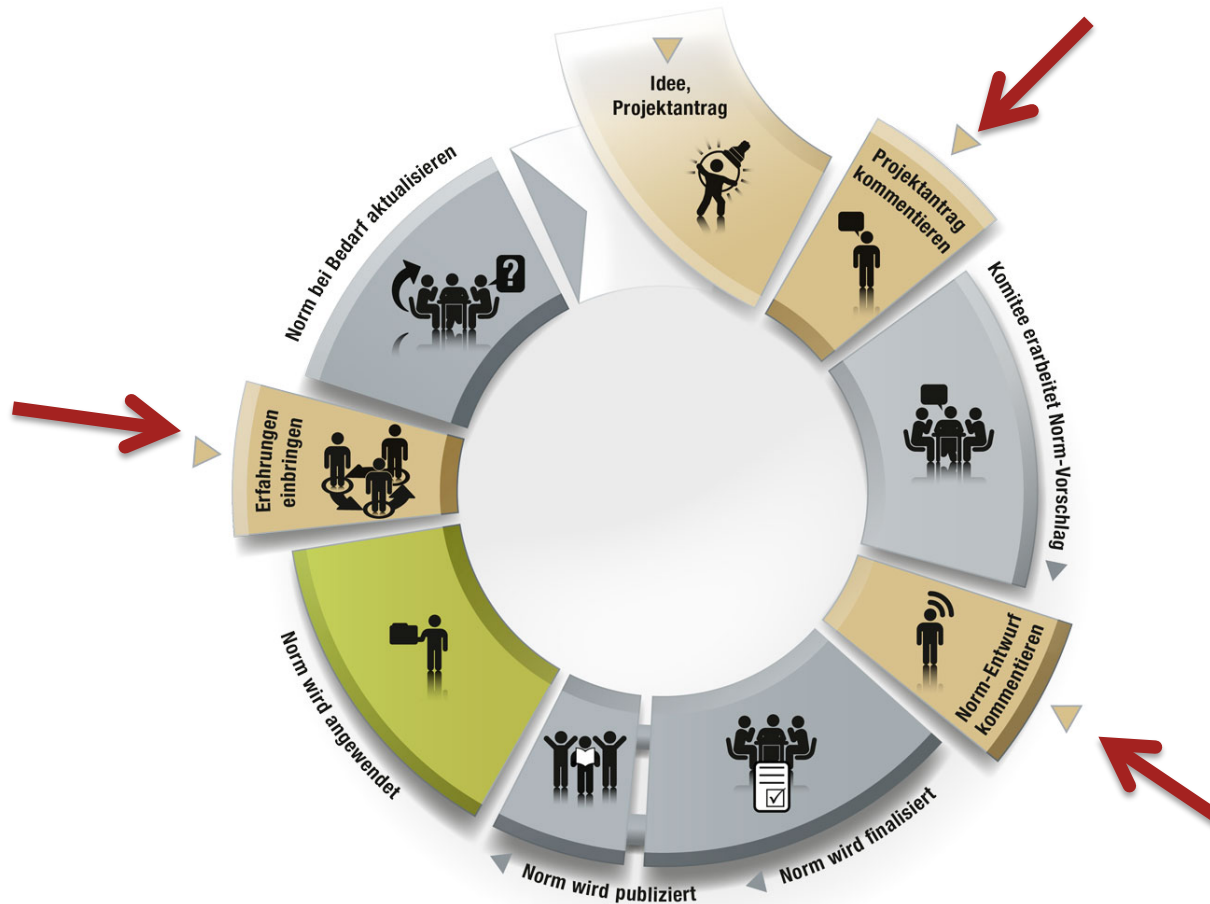 Idee,
Projektantrag
Projektantrag
kommentieren
Komitee erarbeitet Norm-Vorschlag
Norm-Entwurf
kommentieren
Norm wird finalisiert
Norm wird publiziert
Norm wird angewendet
Erfahrungen
einbringen
Norm bei Bedarf aktualisieren
?